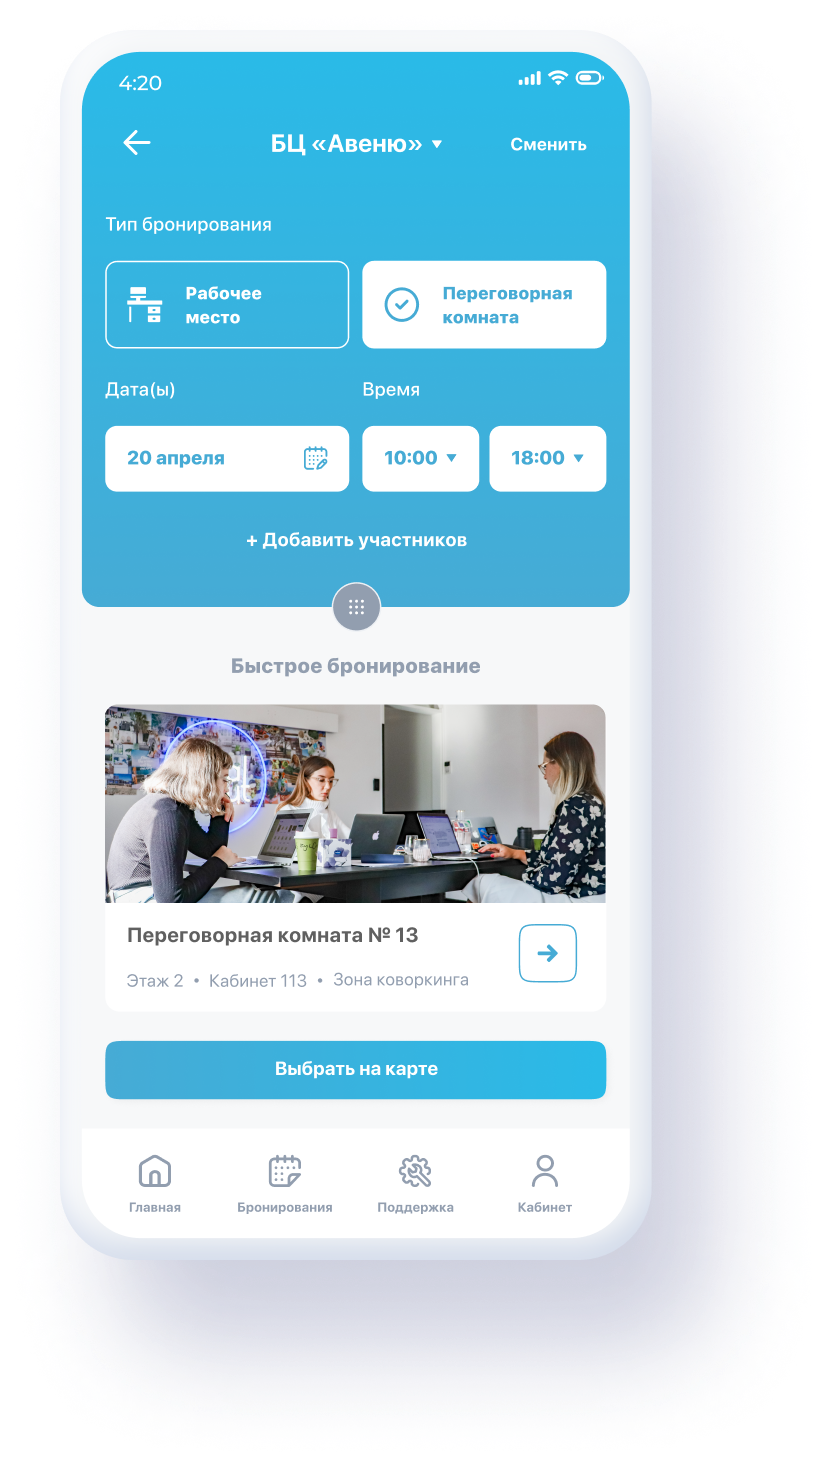 4:20
БЦ «Авеню»
Сменить
Тип бронирования
Рабочее
место
Переговорная
комната
Дата(ы)
Время
20 апреля
10:00
18:00
+ Добавить участников
Быстрое бронирование
Переговорная комната № 13
Этаж 2 • Кабинет 113 • Зона коворкинга
Выбрать на карте
Главная
Бронирования
Поддержка
Кабинет